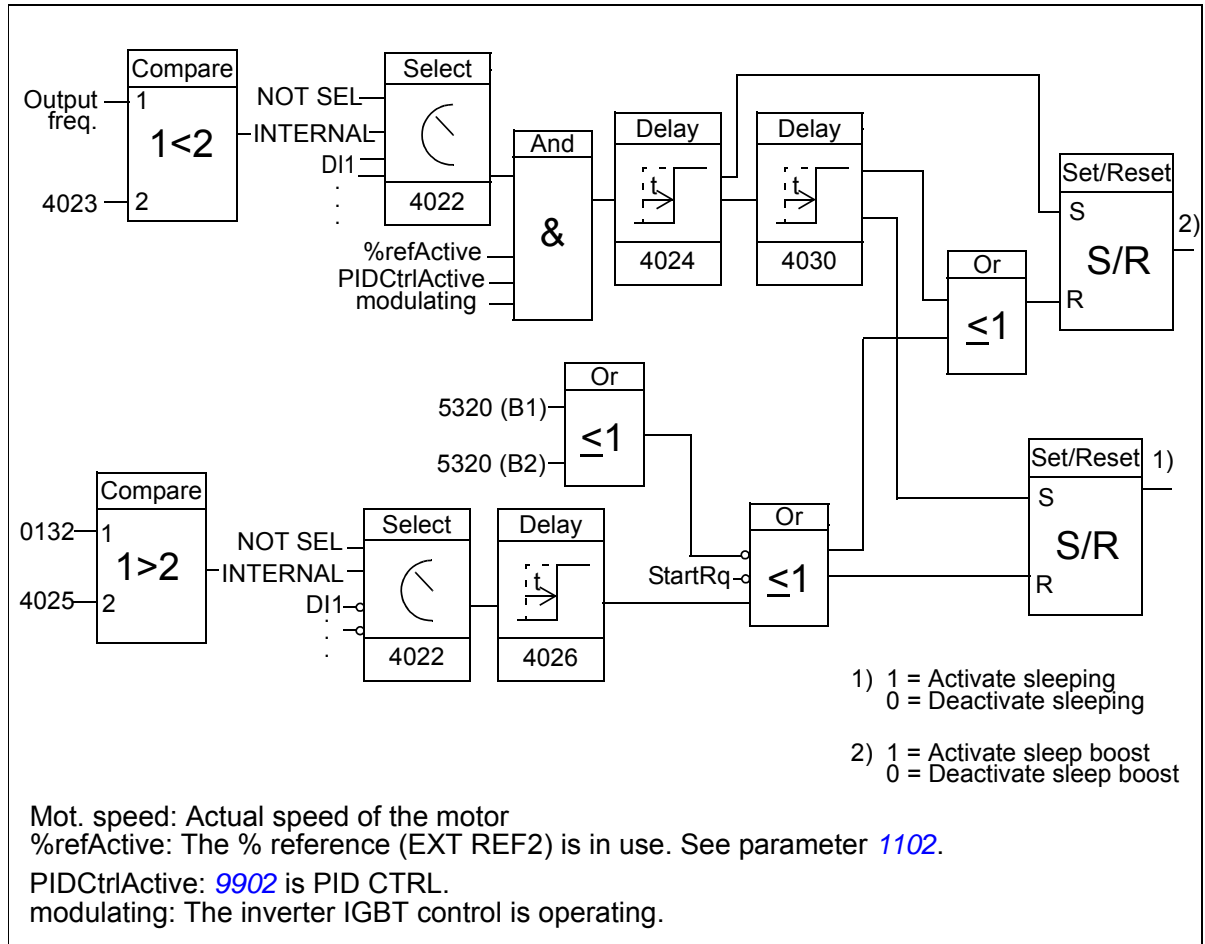 Compare
Output
freq.
1
1<2
4023
2
NOT SEL
INTERNAL
DI1
.
.
.
Select
4022
And
&
%refActive
PIDCtrlActive
modulating
Delay
t
4024
Delay
t
4030
Or
<1
Set/Reset
S
S/R
R
2)
Or
5320 (B1)
<1
5320 (B2)
Compare
0132
1
1>2
4025
2
NOT SEL
INTERNAL
DI1
.
.
.
Select
4022
Delay
t
4026
Or
StartRq
<1
Set/Reset
1)
S
S/R
R
1) 1 = Activate sleeping
0 = Deactivate sleeping
2) 1 = Activate sleep boost
0 = Deactivate sleep boost
Mot. speed: Actual speed of the motor
%refActive: The % reference (EXT REF2) is in use. See parameter 1102.
PIDCtrlActive: 9902 is PID CTRL.
modulating: The inverter IGBT control is operating.